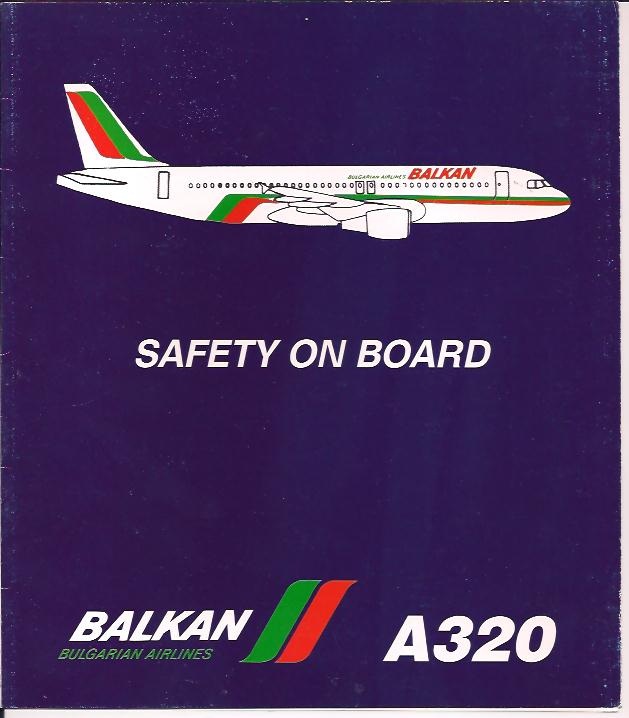 BULGARIAN AIRLINES BALKAN
SAFETY ON BOARD
BALKAN
BULGARIAN AIRLINES
A320